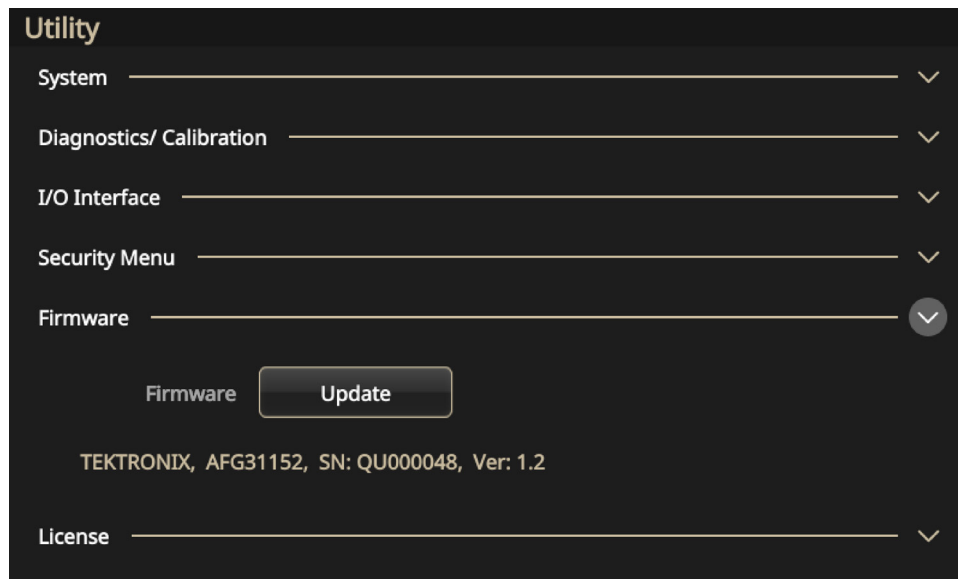 Utility
System
Diagnostics/ Calibration
I/O Interface
Security Menu
Firmware
Firmware Update
TEKTRONIX, AFG31152, SN: QU000048, Ver: 1.2
License